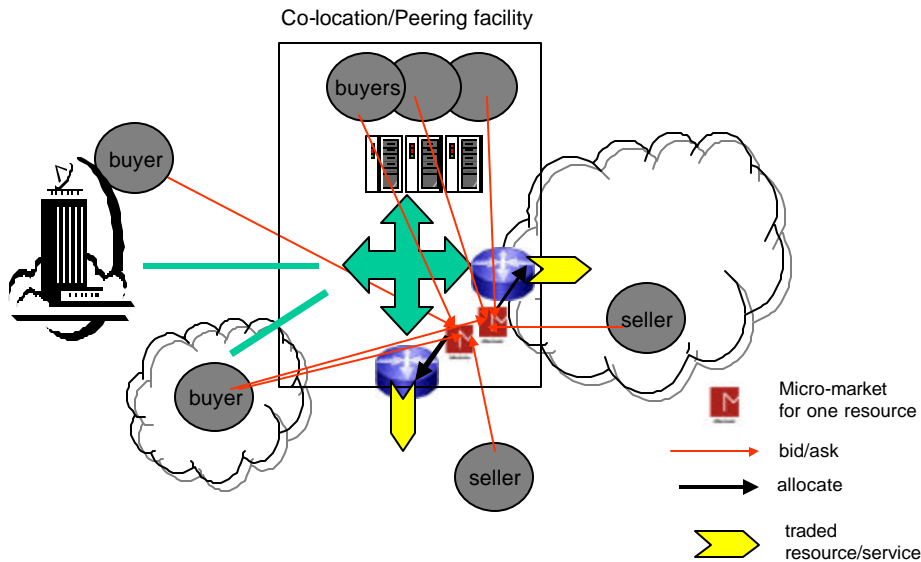 Co-location/Peering facility
buyers
buyer
seller
buyer
seller
Micro-market
for one resource
bid/ask
allocate
traded
resource/service